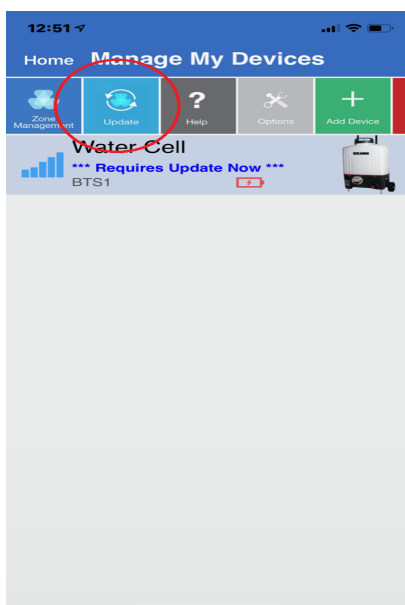 12:51
Home Manage My Devices
Zone
Management
Update
Help
Options
Add Device
Water Cell
*** Requires Update Now ***
BTS1